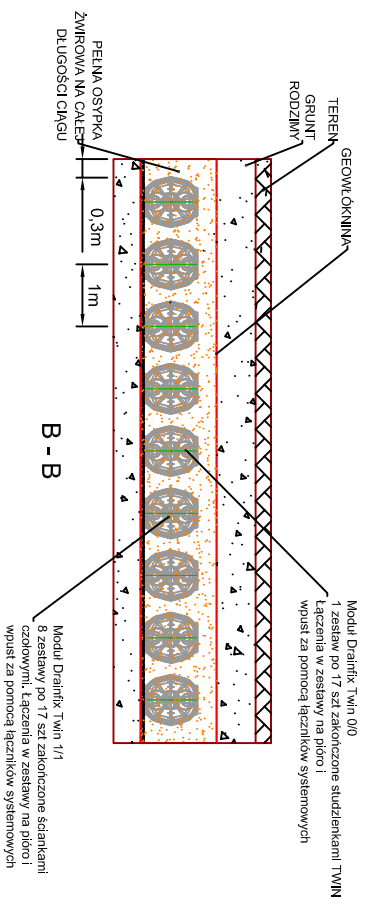 GEOWŁÓKNINA
TEREN
GRUNT
RODZIMY
PEŁNA OSYPKA
ŻWIROWA NA CAŁEJ
DŁUGOŚCI CIĄGU
0,3m
1m
B - B
Moduł Drainfix Twin 0/0
1 zestaw po 17 szt zakończone studzienkami TWIN
Łączenia w zestawy na pióro i
wpust za pomocą łączników systemowych
Moduł Drainfix Twin 1/1
8 zestawy po 17 szt zakończone ściankami
czołowymi. Łączenia w zestawy na pióro i
wpust za pomocą łączników systemowych